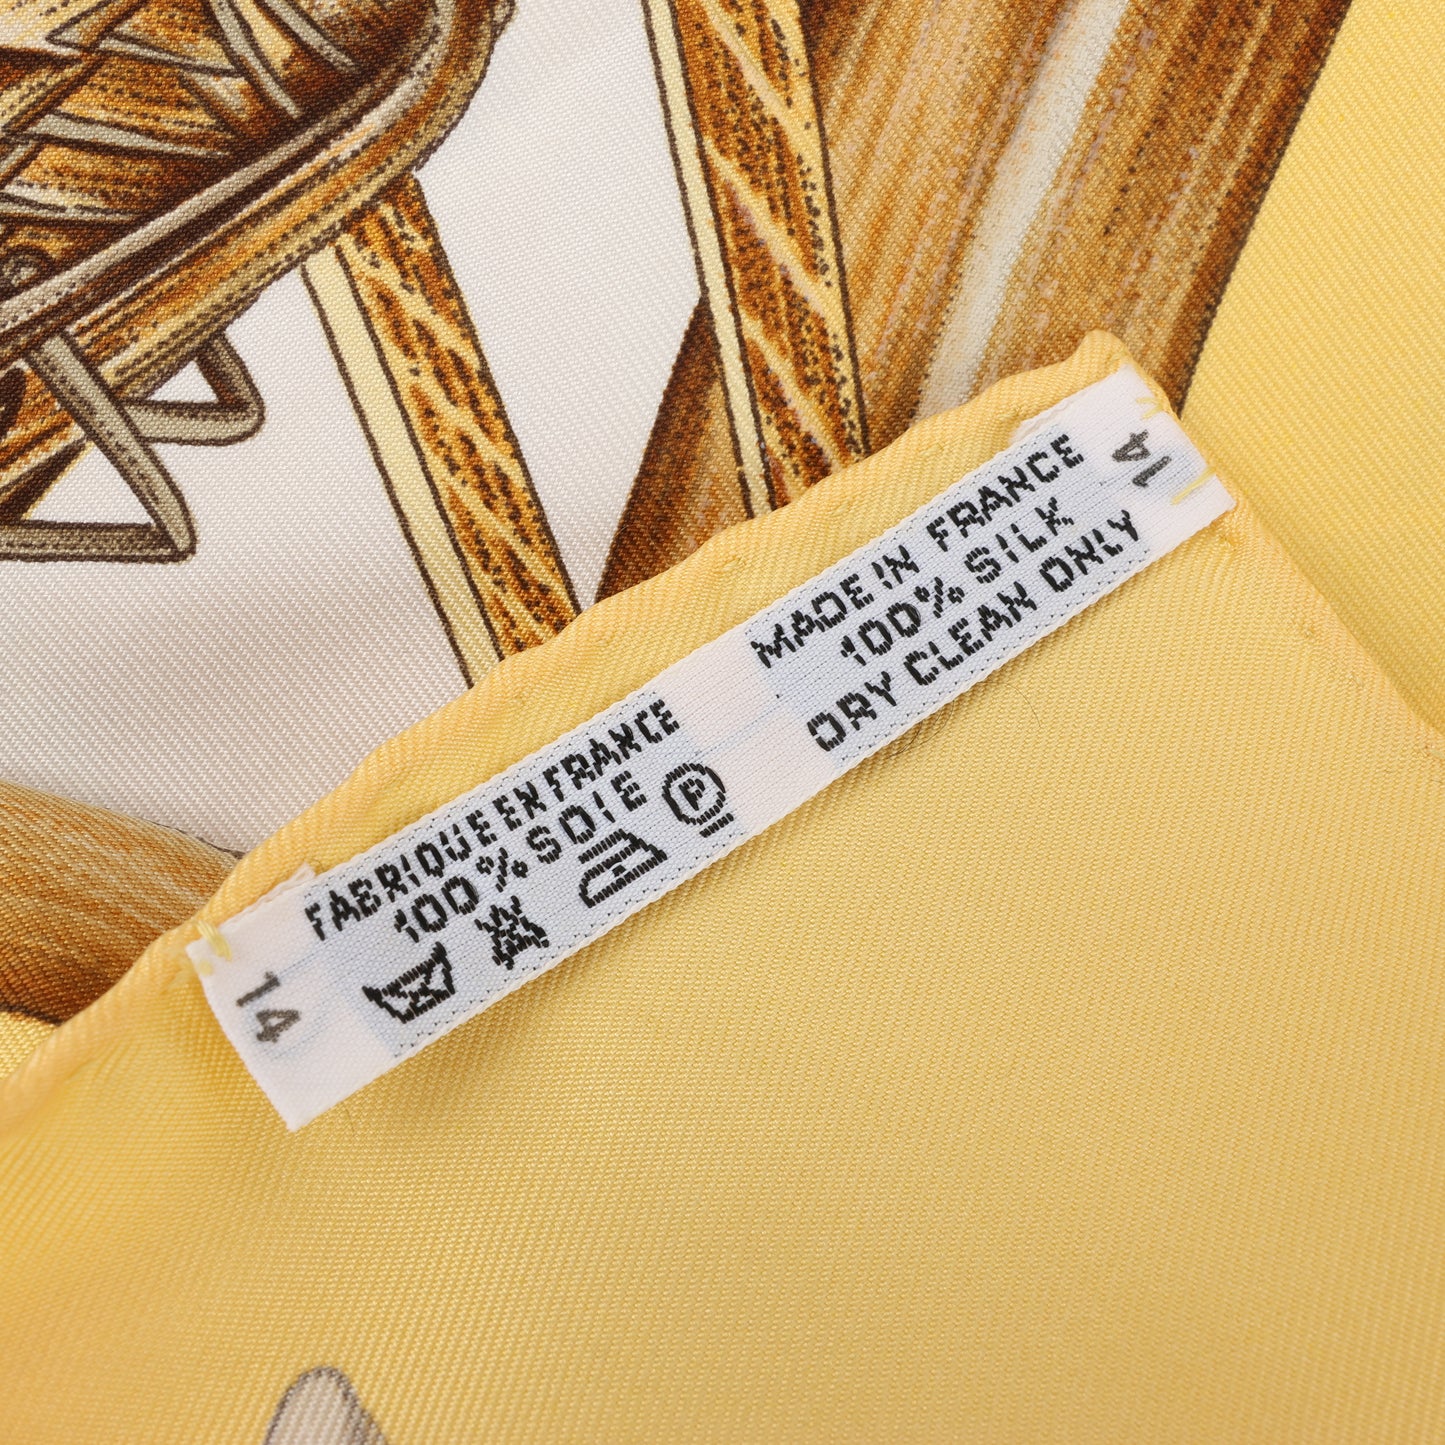 14
FABRIQUE EN FRANCE
100% SOIE
P
MADE IN FRANCE
100% SILK
DRY CLEAN ONLY
14